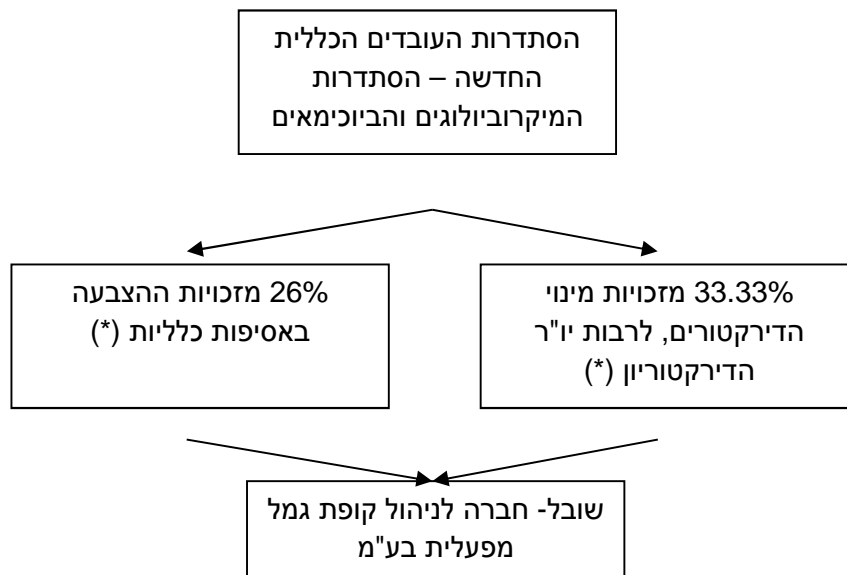 הסתדרות העובדים הכללית
החדשה – הסתדרות
המיקרוביולוגים והביוכימאים
33.33% מזכויות מינוי
הדירקטורים, לרבות יו"ר
הדירקטוריון (*)
26% מזכויות ההצבעה
באסיפות כלליות (*)
שובל- חברה לניהול קופת גמל
מפעלית בע"מ